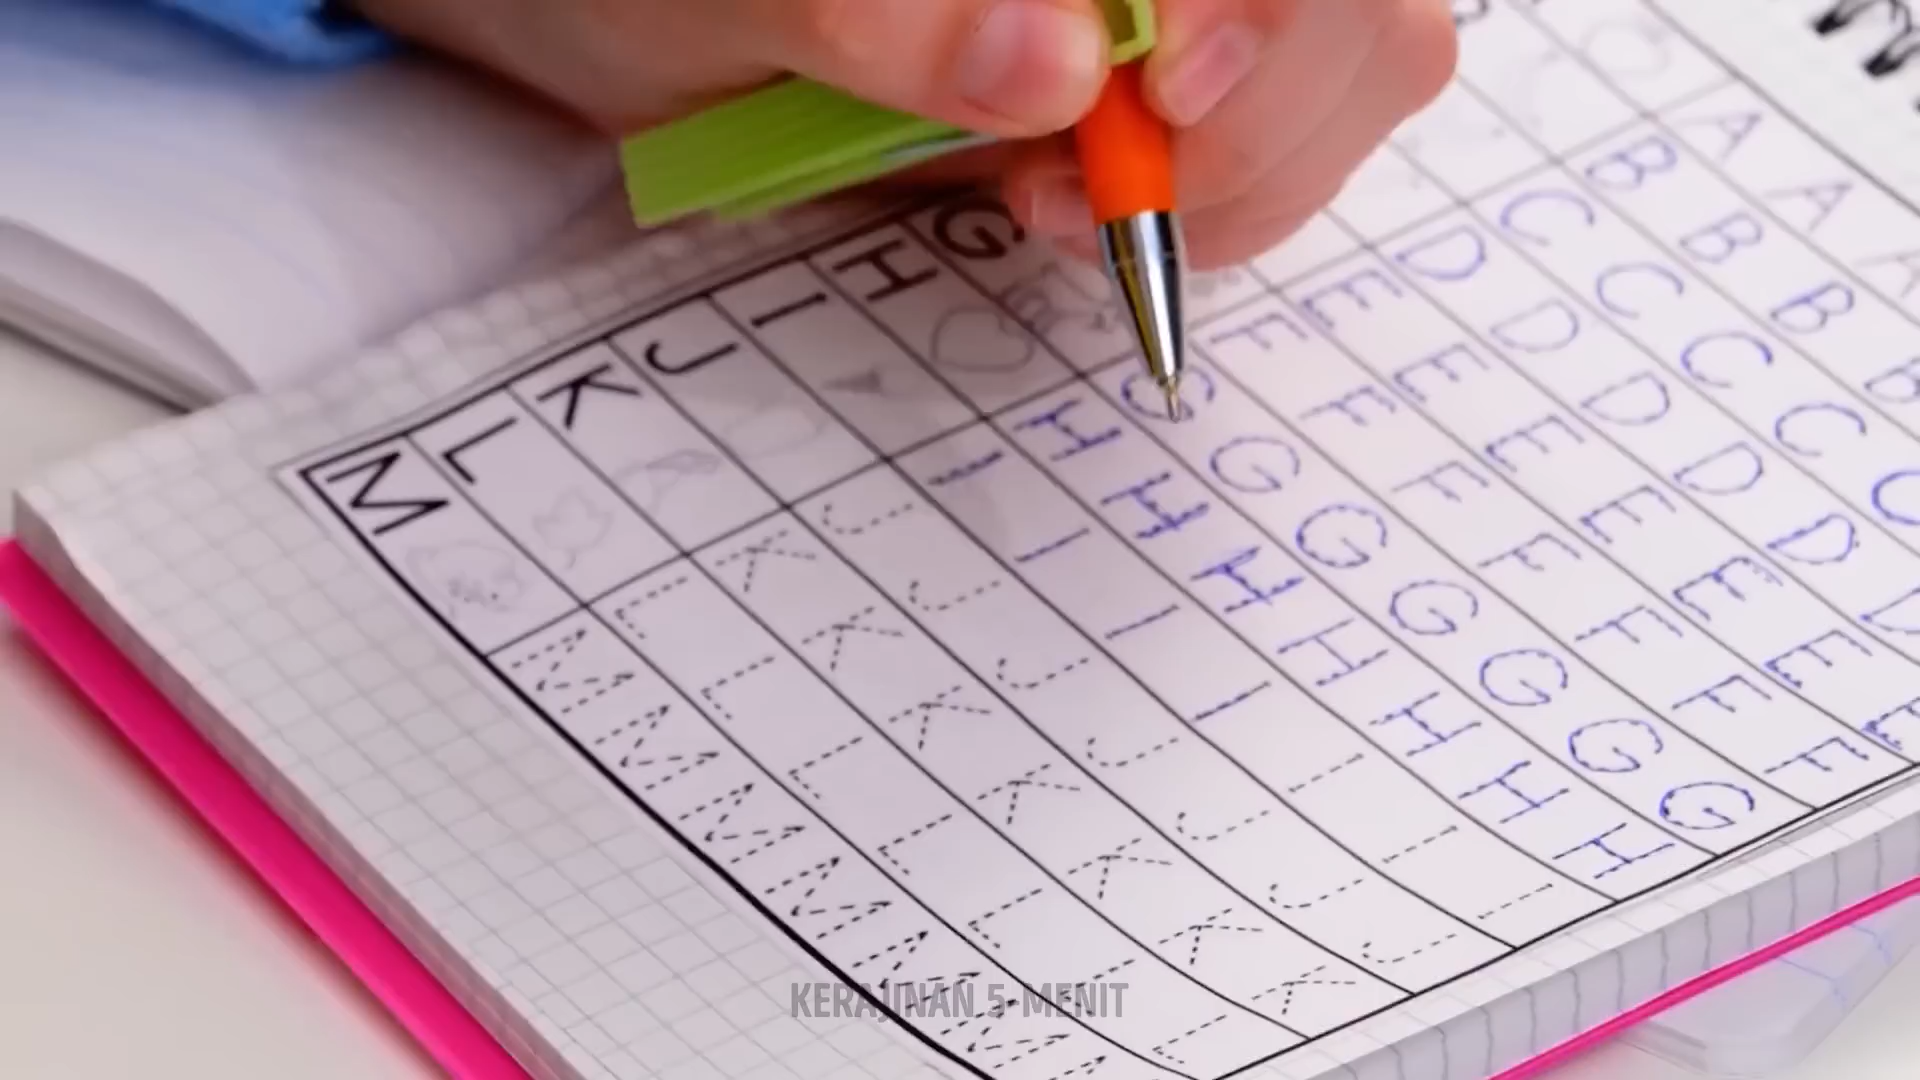 A A A
B B B B
C C C C C
D D D D D D
E E E E E E E
F F F F F F F
G G G G G G G G
H H H H H H H H
I I I I I I I I
J J J J J J J J
K K K K K K K K
L L L L L L L L
M M M M M M M
KERAJINAN 5-MENIT